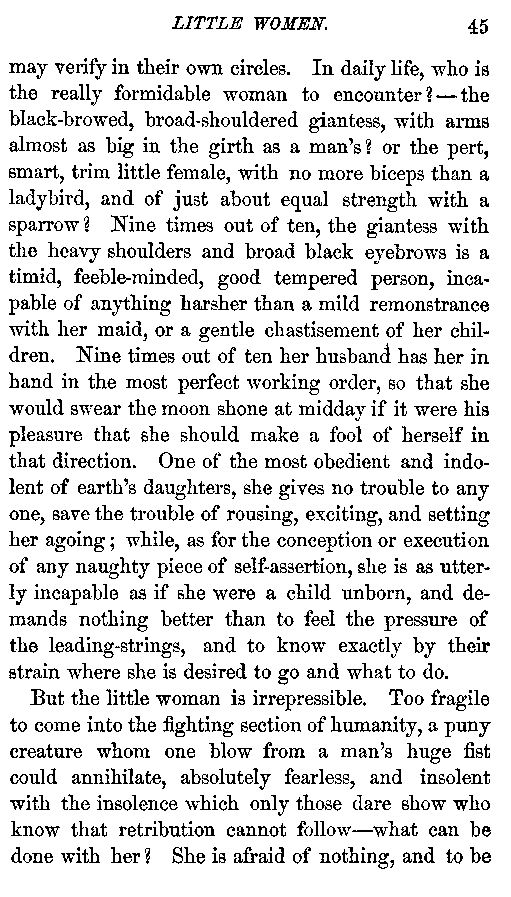 LITTLE WOMEN. 45
may verify in their own circles. In daily life, who is
the really formidable woman to encounter?—the
black-browed, broad-shouldered giantess, with arms
almost as big in the girth as a man's? or the pert,
smart, trim little female, with no more biceps than a
ladybird, and of just about equal strength with a
sparrow? Nine times out of ten, the giantess with
the heavy shoulders and broad black eyebrows is a
timid, feeble-minded, good tempered person, inca-
pable of anything harsher than a mild remonstrance
with her maid, or a gentle chastisement of her chil-
dren. Nine times out of ten her husband has her in
hand in the most perfect working order, so that she
would swear the moon shone at midday if it were his
pleasure that she should make a fool of herself in
that direction. One of the most obedient and indo-
lent of earth's daughters, she gives no trouble to any
one, save the trouble of rousing, exciting, and setting
her agoing; while, as for the conception or execution
of any naughty piece of self-assertion, she is as utter-
ly incapable as if she were a child unborn, and de-
mands nothing better than to feel the pressure of
the leading-strings, and to know exactly by their
strain where she is desired to go and what to do.
But the little woman is irrepressible. Too fragile
to come into the fighting section of humanity, a puny
creature whom one blow from a man's huge fist
could annihilate, absolutely fearless, and insolent
with the insolence which only those dare show who
know that retribution cannot follow—what can be
done with her? She is afraid of nothing, and to be